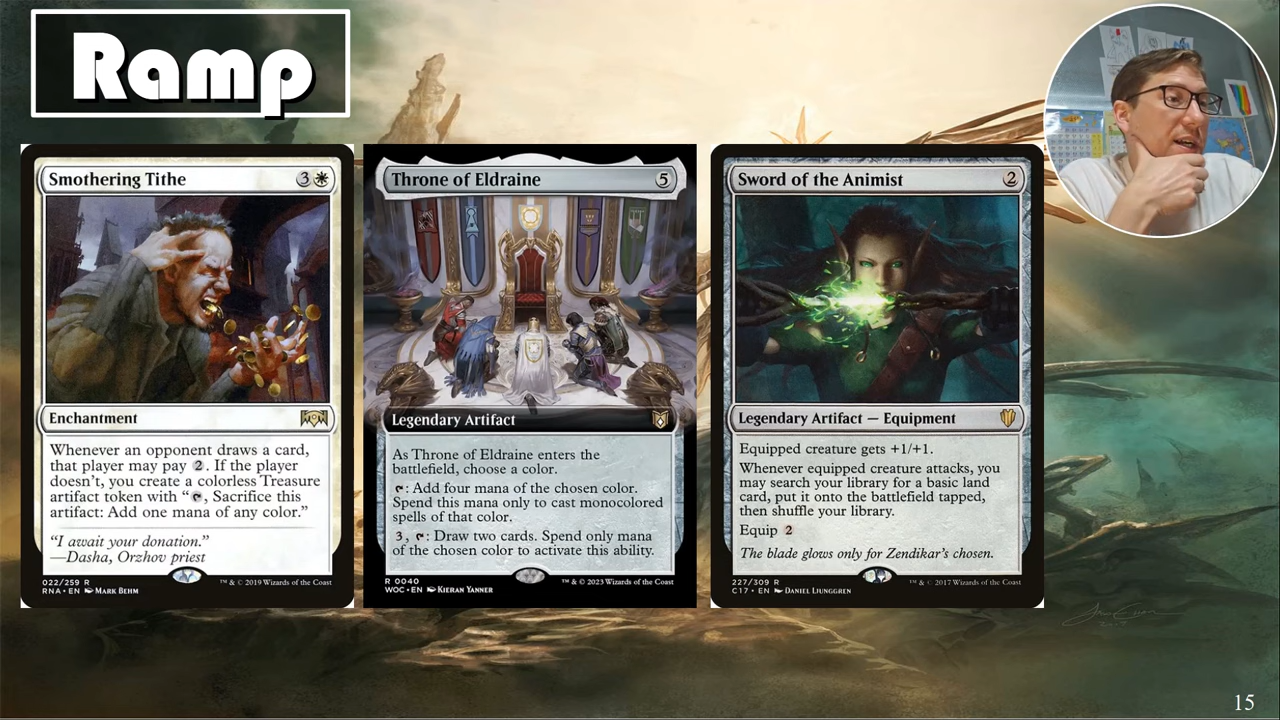 Ramp
Smothering Tithe
3
Enchantment
Whenever an opponent draws a card,
that player may pay 2. If the player
doesn't, you create a colorless Treasure
artifact token with “, Sacrifice this
artifact: Add one mana of any color.”
“I await your donation.”
—Dasha, Orzhov priest
022/259 R
RNA • EN Mark Behm
™ & © 2019 Wizards of the Coast
Throne of Eldraine
5
Legendary Artifact
As Throne of Eldraine enters the
battlefield, choose a color.
: Add four mana of the chosen color.
Spend this mana only to cast monocolored
spells of that color.
3, : Draw two cards. Spend only mana
of the chosen color to activate this ability.
R 0040
WOC • EN Kieran Yanner
™ & © 2023 Wizards of the Coast
Sword of the Animist
2
Legendary Artifact — Equipment
Equipped creature gets +1/+1.
Whenever equipped creature attacks, you
may search your library for a basic land
card, put it onto the battlefield tapped,
then shuffle your library.
Equip 2
The blade glows only for Zendikar's chosen.
227/309 R
C17 • EN Daniel Ljunggren
™ & © 2017 Wizards of the Coast
15